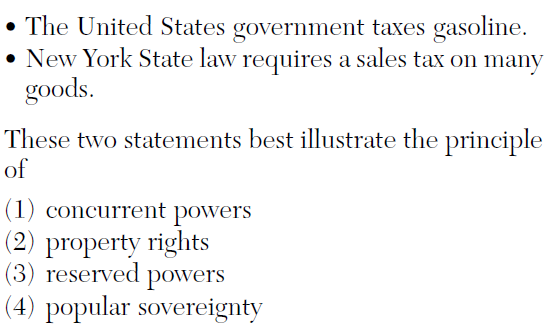 • The United States government taxes gasoline.
• New York State law requires a sales tax on many
goods.
These two statements best illustrate the principle
of
(1) concurrent powers
(2) property rights
(3) reserved powers
(4) popular sovereignty